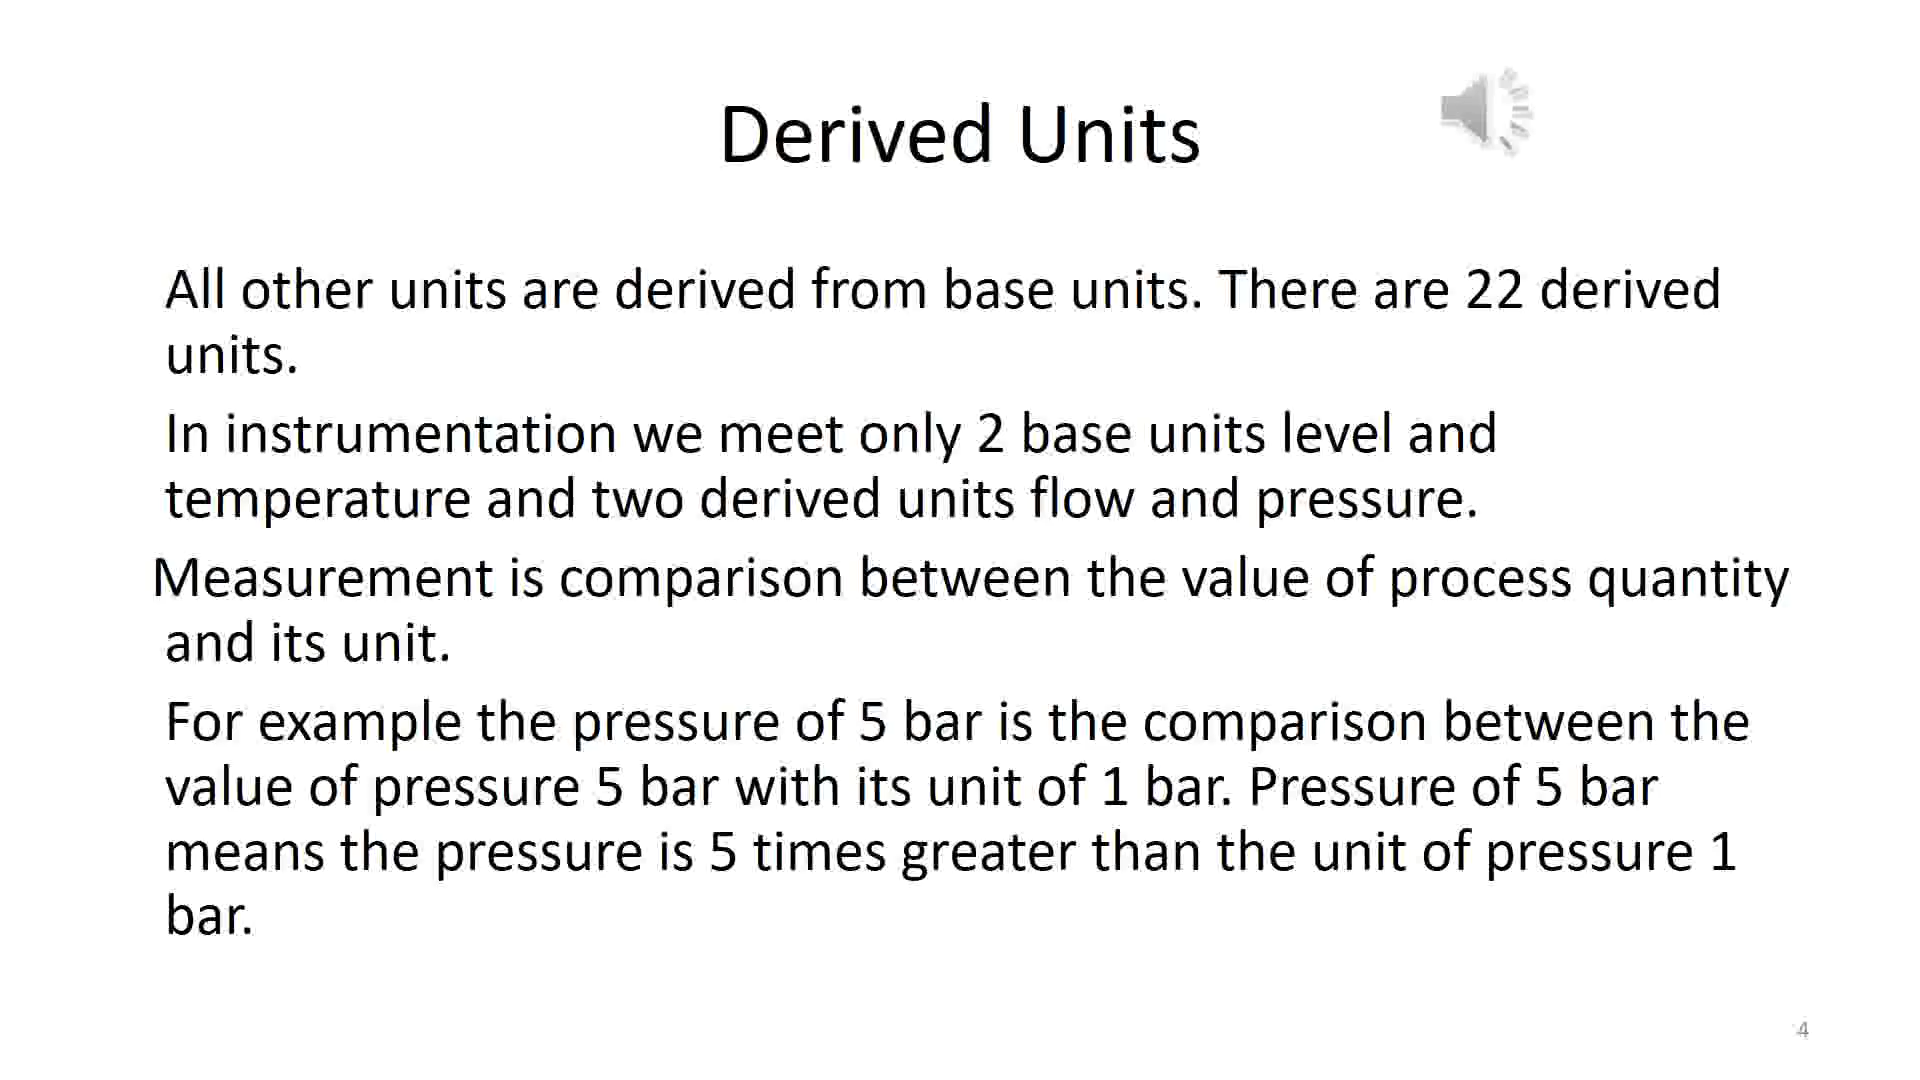 Derived Units
All other units are derived from base units. There are 22 derived
units.
In instrumentation we meet only 2 base units level and
temperature and two derived units flow and pressure.
Measurement is comparison between the value of process quantity
and its unit.
For example the pressure of 5 bar is the comparison between the
value of pressure 5 bar with its unit of 1 bar. Pressure of 5 bar
means the pressure is 5 times greater than the unit of pressure 1
bar.
4